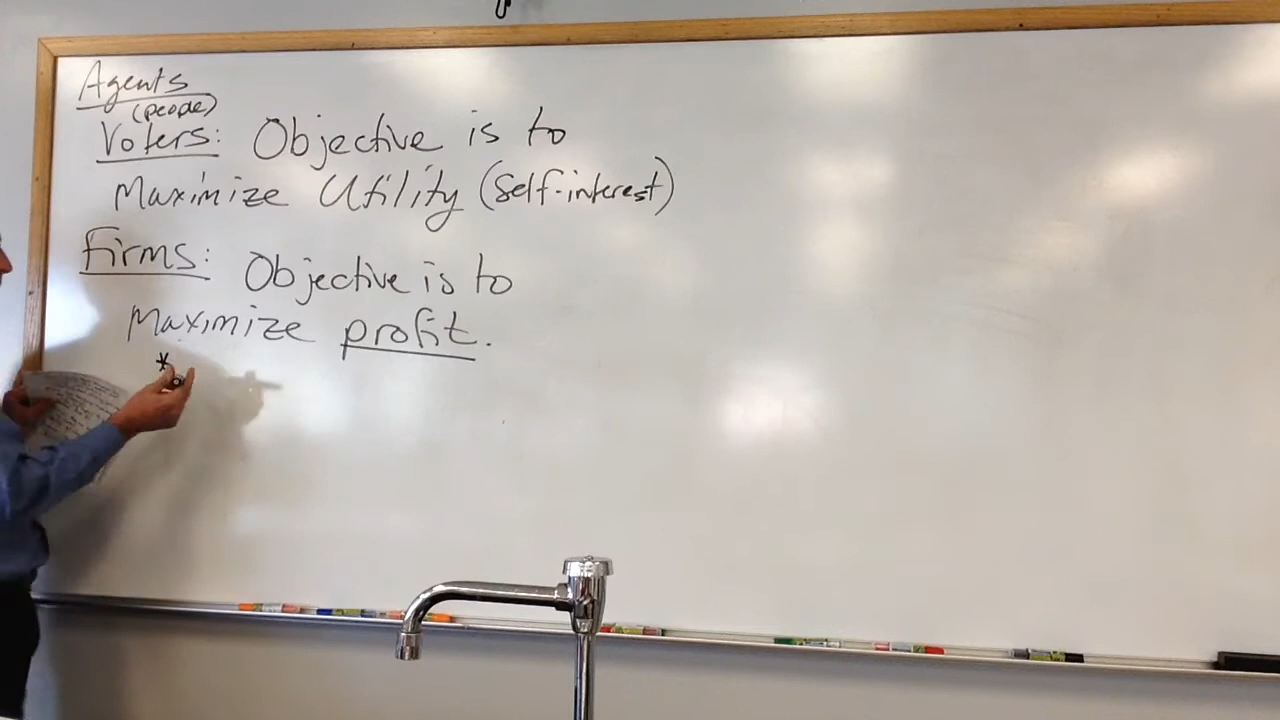 Agents
(people)
Voters: Objective is to
Maximize Utility (Self-interest)
Firms: Objective is to
Maximize profit.
*